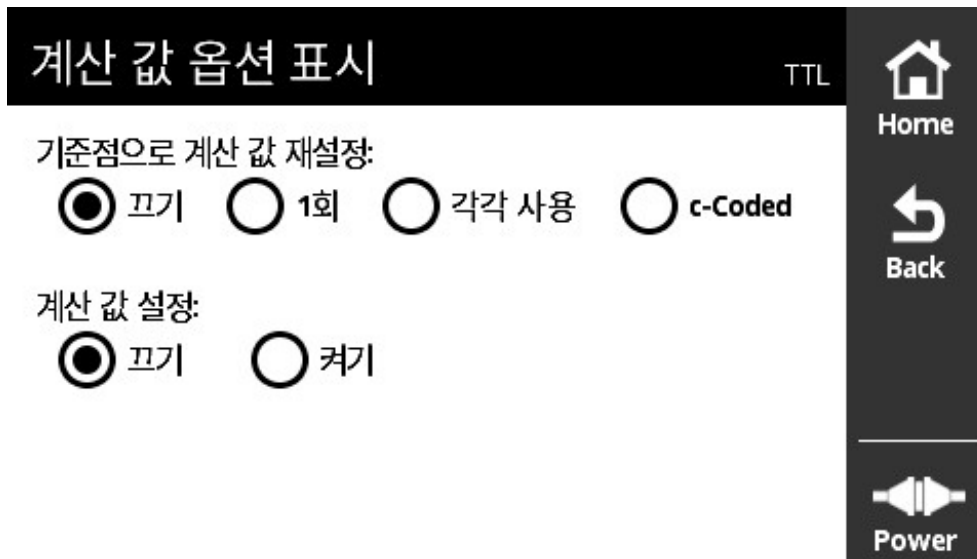 계산 값 옵션 표시
TTL
Home
기준점으로 계산 값 재설정:
끄기 1회 각각 사용 c-Coded
Back
계산 값 설정:
끄기 켜기
Power